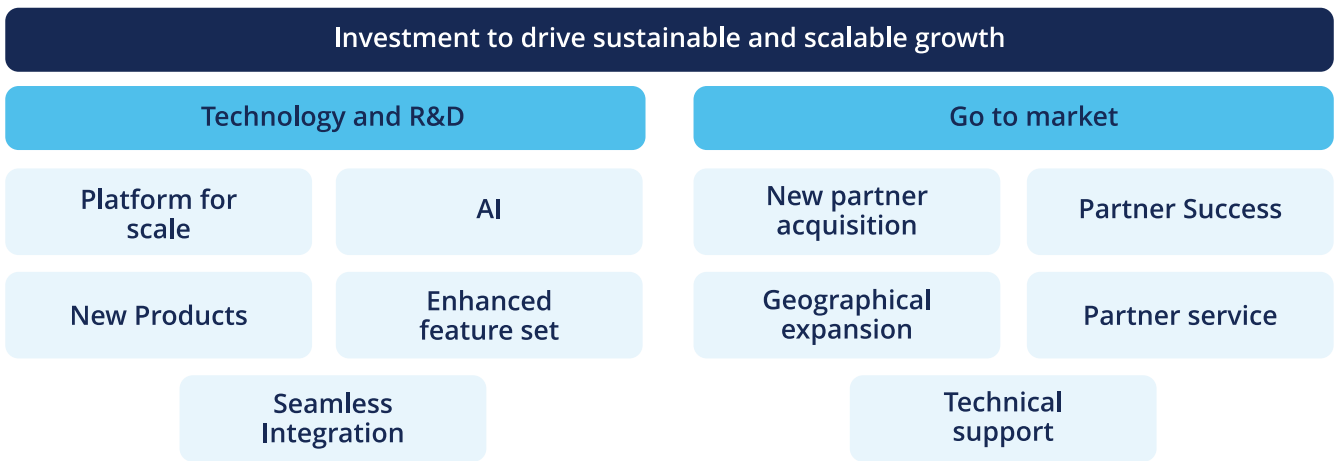 Investment to drive sustainable and scalable growth
Technology and R&D
Platform for
scale
AI
New Products
Enhanced
feature set
Seamless
Integration
Go to market
New partner
acquisition
Partner Success
Geographical
expansion
Partner service
Technical
support